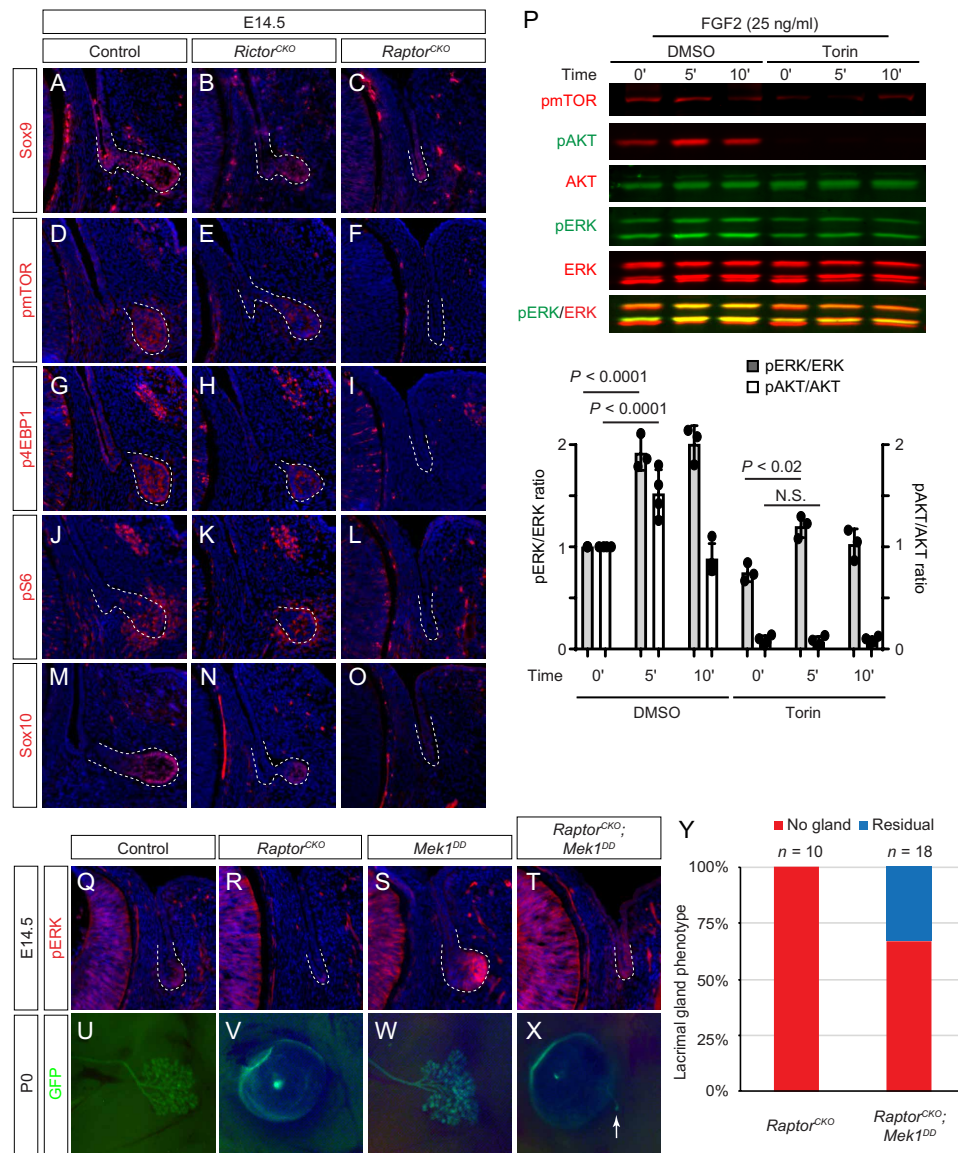 E14.5
Control
Rictor^CKO
Raptor^CKO
Sox9
A
B
C
pmTOR
D
E
F
p4EBP1
G
H
I
pS6
J
K
L
Sox10
M
N
O
P
FGF2 (25 ng/ml)
DMSO
Torin
Time
0'
5'
10'
0'
5'
10'
pmTOR
pAKT
AKT
pERK
ERK
pERK/ERK
pERK/ERK
pAKT/AKT
P < 0.0001
P < 0.0001
P < 0.02
N.S.
pERK/ERK ratio
2
1
0
pAKT/AKT ratio
2
1
0
Time
0'
5'
10'
0'
5'
10'
DMSO
Torin
Control
Raptor^CKO
Mek1^DD
Raptor^CKO;
Mek1^DD
E14.5
pERK
Q
R
S
T
P0
GFP
U
V
W
X
Y
No gland
Residual
n = 10
n = 18
Lacrimal gland phenotype
100%
75%
50%
25%
0%
Raptor^CKO
Raptor^CKO;
Mek1^DD